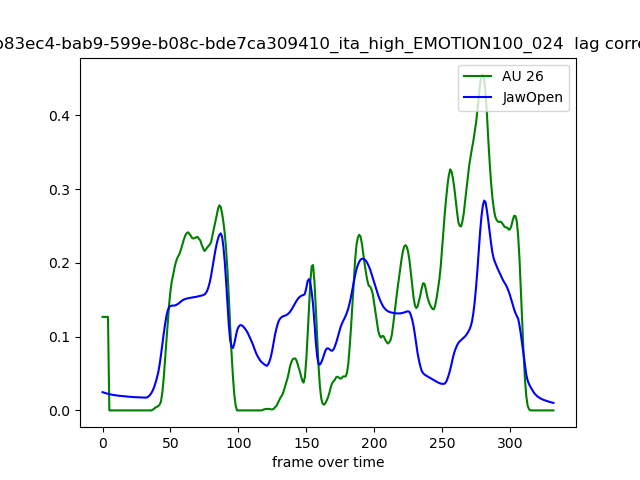 b83ec4-bab9-599e-b08c-bde7ca309410_ita_high_EMOTION100_024 lag corre
AU 26
JawOpen
0.4
0.3
0.2
0.1
0.0
0 50 100 150 200 250 300
frame over time